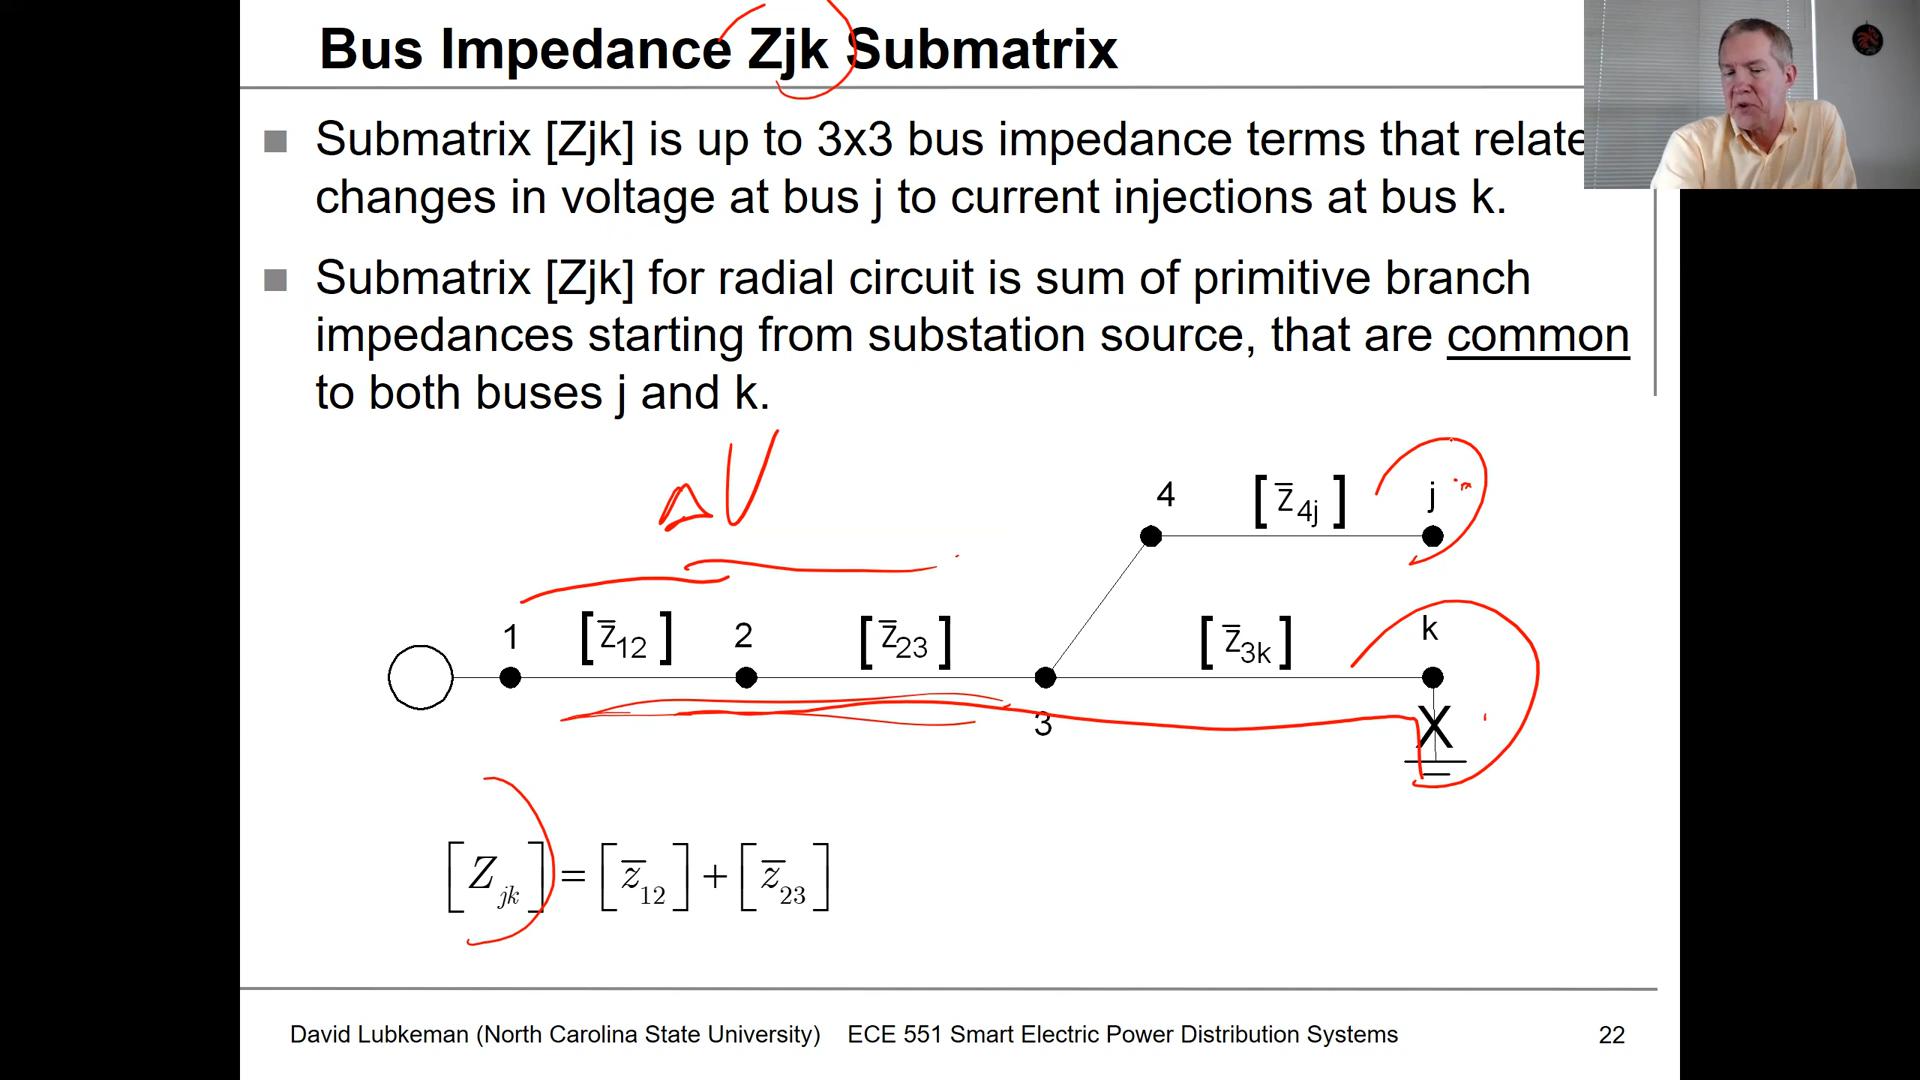 Bus Impedance Zjk Submatrix
Submatrix [Zjk] is up to 3x3 bus impedance terms that relate
changes in voltage at bus j to current injections at bus k.
Submatrix [Zjk] for radial circuit is sum of primitive branch
impedances starting from substation source, that are common
to both buses j and k.
ΔV
4 [z̅4j] j
1 [z̅12] 2 [z̅23] [z̅3k] k
3
X
[Zjk] = [z̅12] + [z̅23]
David Lubkeman (North Carolina State University) ECE 551 Smart Electric Power Distribution Systems 22